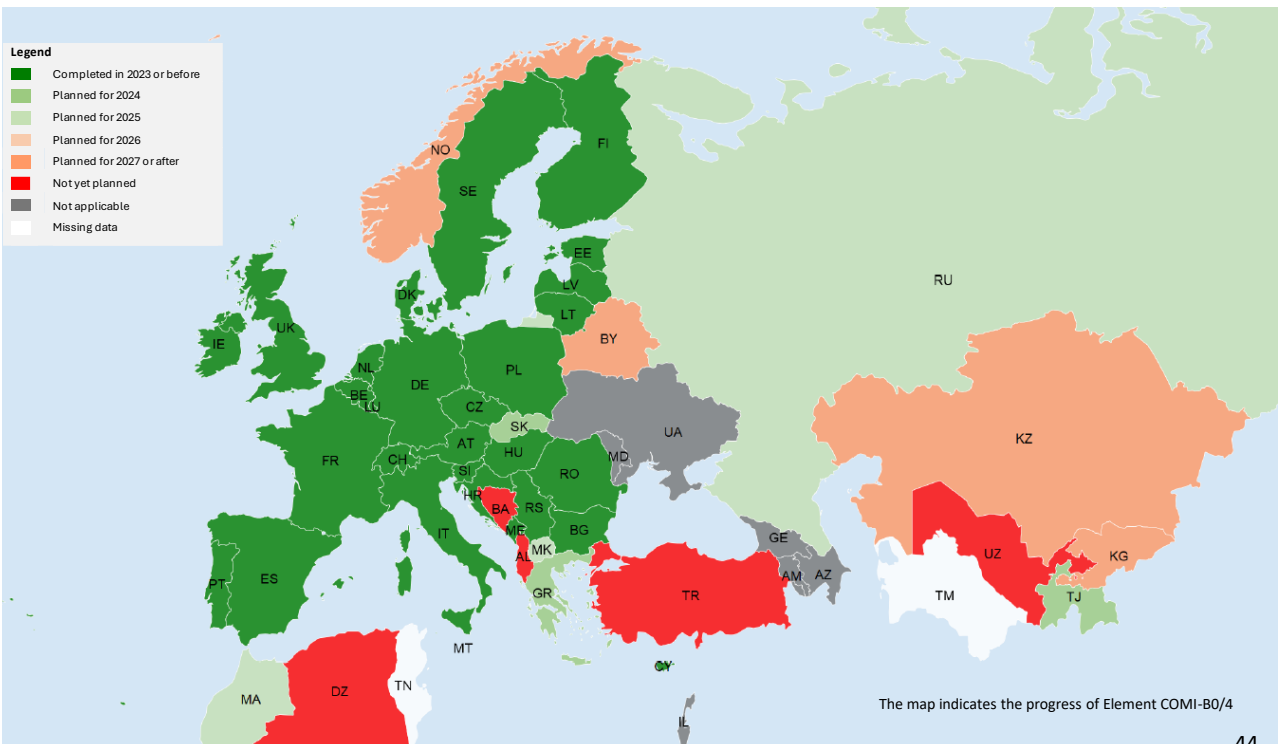 Legend
Completed in 2023 or before
Planned for 2024
Planned for 2025
Planned for 2026
Planned for 2027 or after
Not yet planned
Not applicable
Missing data
NO
FI
SE
EE
RU
LV
DK
LT
UK
BY
IE
NL
PL
DE
BE
LU
CZ
SK
UA
KZ
AT
HU
MD
FR
CH
SI
RO
HR
BA
RS
ME
BG
IT
GE
MK
AL
UZ
KG
AM
AZ
PT
ES
GR
TR
TM
TJ
MT
CY
TN
DZ
MA
IL
The map indicates the progress of Element COMI-B0/4
44